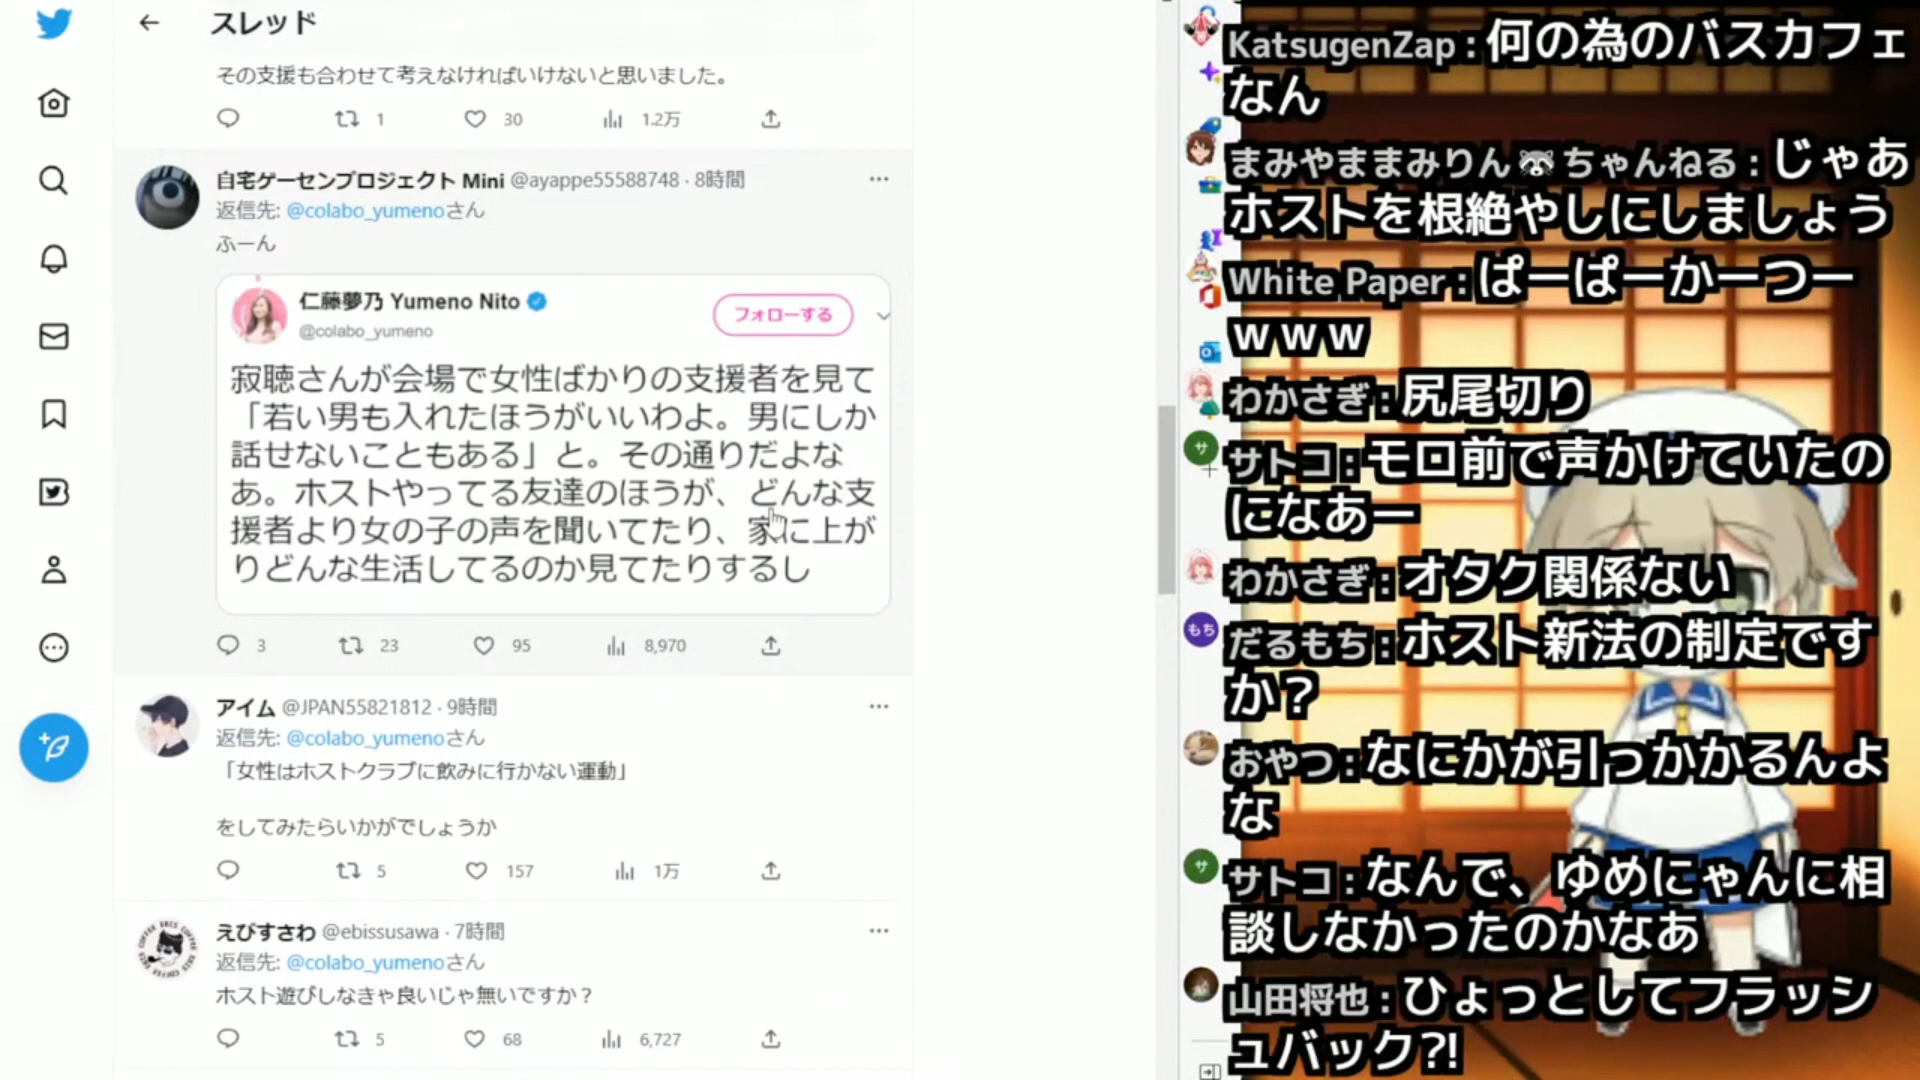 スレッド
その支援も合わせて考えなければいけないと思いました。
1 30 1.2万
自宅ゲーセンプロジェクト Mini @ayappe55588748 · 8時間
返信先: @colabo_yumenoさん
ふーん
仁藤夢乃 Yumeno Nito
@colabo_yumeno
フォローする
寂聴さんが会場で女性ばかりの支援者を見て
「若い男も入れたほうがいいわよ。男にしか
話せないこともある」と。その通りだよな
あ。ホストやってる友達のほうが、どんな支
援者より女の子の声を聞いてたり、家に上が
りどんな生活してるのか見てたりするし
3 23 95 8,970
アイム @JPAN55821812 · 9時間
返信先: @colabo_yumenoさん
「女性はホストクラブに飲みに行かない運動」
をしてみたらいかがでしょうか
5 157 1万
えびすさわ @ebissusawa · 7時間
返信先: @colabo_yumenoさん
ホスト遊びしなきゃ良いじゃ無いですか？
5 68 6,727
KatsugenZap : 何の為のバスカフェ
なん
まみやままみりん🦝ちゃんねる : じゃあ
ホストを根絶やしにしましょう
White Paper : ぱーぱーかーつー
ｗｗｗ
わかさぎ : 尻尾切り
サ
サトコ : モロ前で声かけていたの
になあー
わかさぎ : オタク関係ない
もち
だるもち : ホスト新法の制定です
か？
おやつ : なにかが引っかかるんよ
な
サ
サトコ : なんで、ゆめにゃんに相
談しなかったのかなあ
山田将也 : ひょっとしてフラッシ
ュバック?!